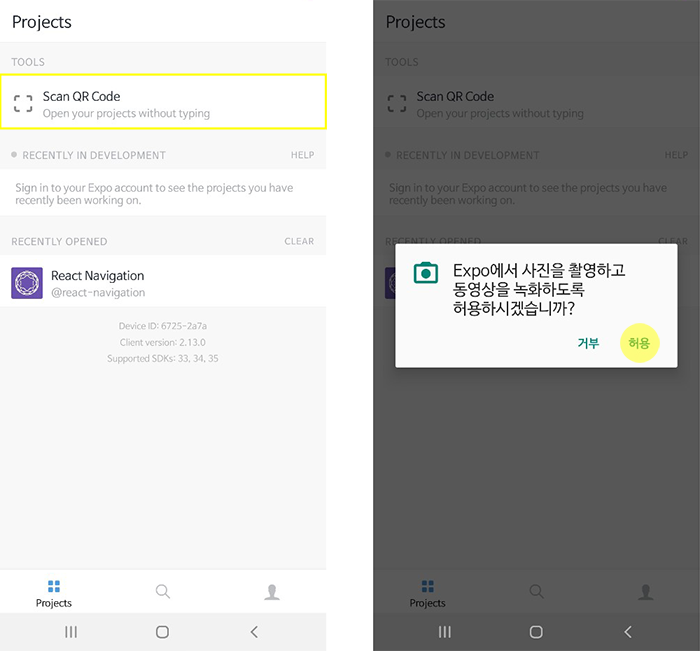 Projects
TOOLS
Scan QR Code
Open your projects without typing
RECENTLY IN DEVELOPMENT HELP
Sign in to your Expo account to see the projects you have
recently been working on.
RECENTLY OPENED CLEAR
React Navigation
@react-navigation
Device ID: 6725-2a7a
Client version: 2.13.0
Supported SDKs: 33, 34, 35
Projects
Projects
TOOLS
Scan QR Code
Open your projects without typing
RECENTLY IN DEVELOPMENT HELP
Sign in to your Expo account to see the projects you have
recently been working on.
RECENTLY OPENED CLEAR
Expo에서 사진을 촬영하고
동영상을 녹화하도록
허용하시겠습니까?
거부 허용
Projects